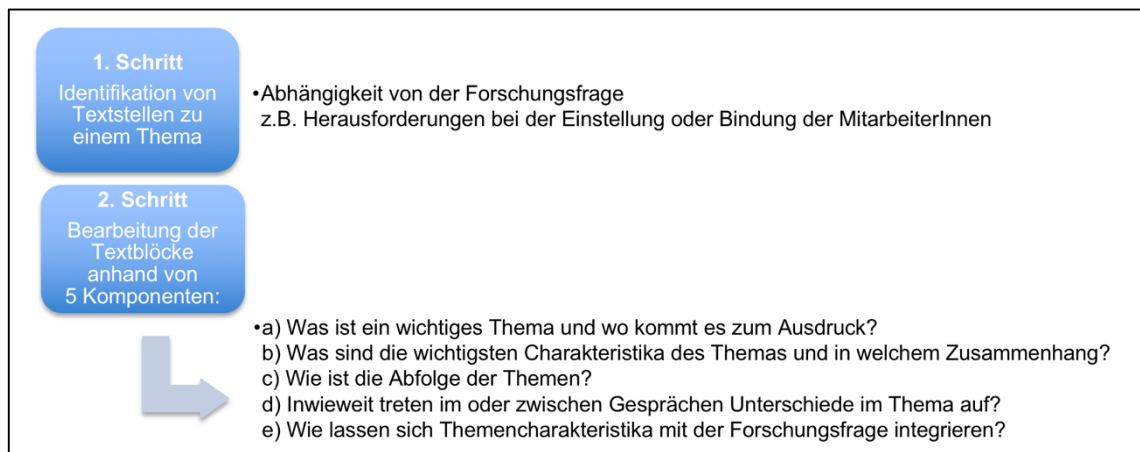 1. Schritt
Identifikation von
Textstellen zu
einem Thema
•Abhängigkeit von der Forschungsfrage
z.B. Herausforderungen bei der Einstellung oder Bindung der MitarbeiterInnen
2. Schritt
Bearbeitung der
Textblöcke
anhand von
5 Komponenten:
•a) Was ist ein wichtiges Thema und wo kommt es zum Ausdruck?
b) Was sind die wichtigsten Charakteristika des Themas und in welchem Zusammenhang?
c) Wie ist die Abfolge der Themen?
d) Inwieweit treten im oder zwischen Gesprächen Unterschiede im Thema auf?
e) Wie lassen sich Themencharakteristika mit der Forschungsfrage integrieren?